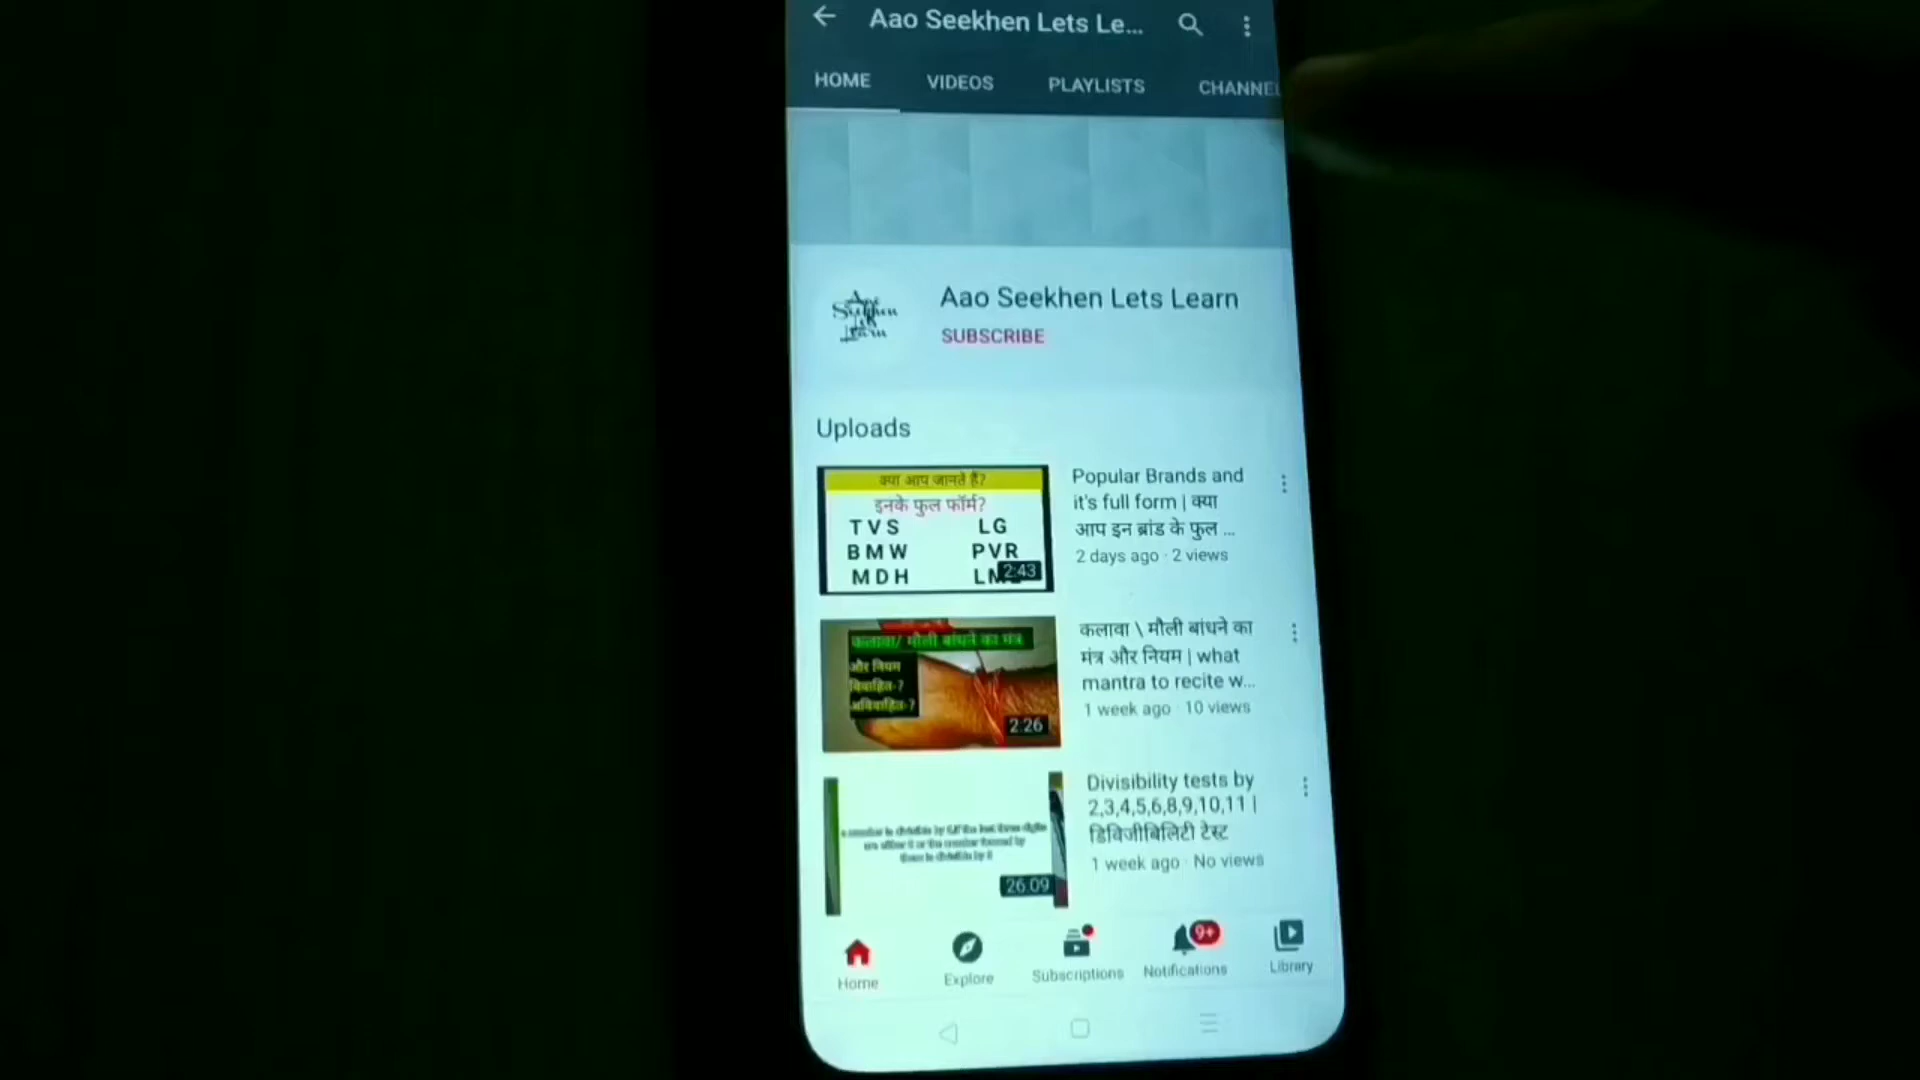 Aao Seekhen Lets Le...
HOME VIDEOS PLAYLISTS CHANNEL
Aao Seekhen Lets Learn
Aao Seekhen Lets Learn
SUBSCRIBE
Uploads
क्या आप जानते हैं?
इनके फुल फॉर्म?
TVS LG
BMW PVR
MDH
2:43
Popular Brands and
it's full form | क्या
आप इन ब्रांड के फुल ...
2 days ago · 2 views
कलावा/ मौली बांधने का मंत्र
और नियम
विवाहित-?
अविवाहित-?
2:26
कलावा \ मौली बांधने का
मंत्र और नियम | what
mantra to recite w...
1 week ago · 10 views
26:09
Divisibility tests by
2,3,4,5,6,8,9,10,11 |
डिविजीबिलिटी टेस्ट
1 week ago · No views
9+
Home Explore Subscriptions Notifications Library